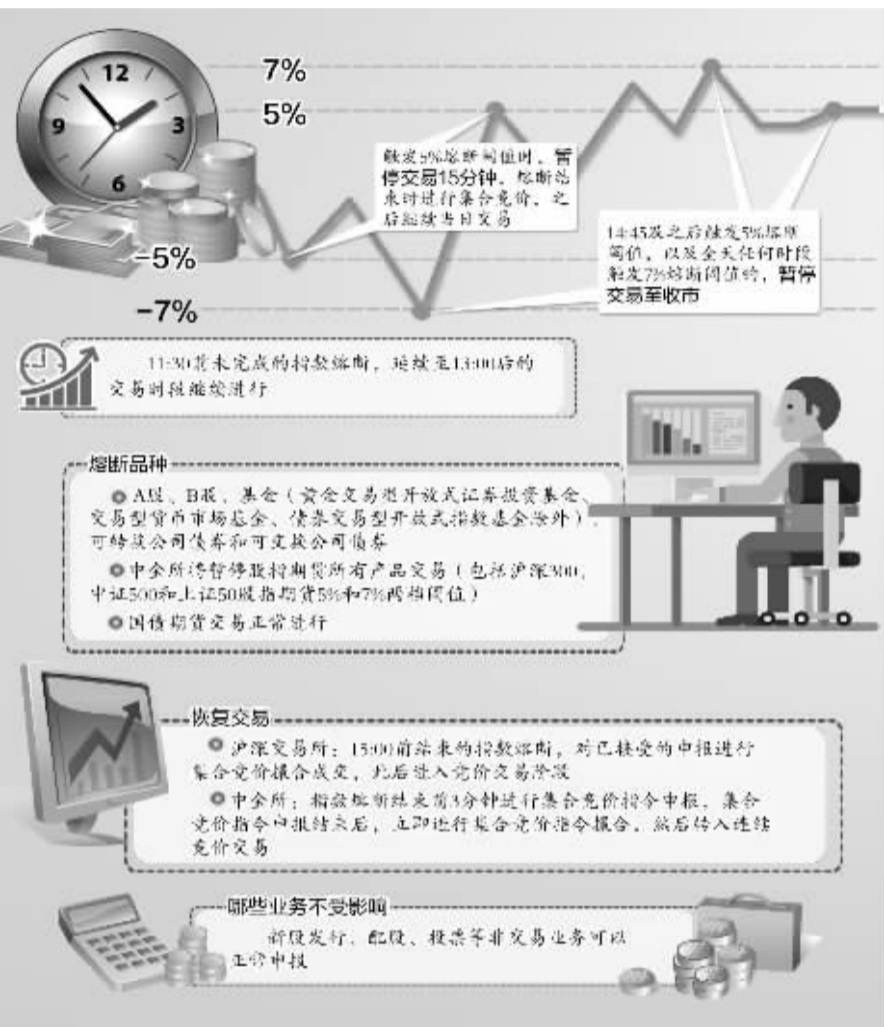 12
3
6
9
7%
5%
-5%
-7%
触发5%熔断阈值时，暂
停交易15分钟，熔断结
束时进行集合竞价，之
后继续当日交易
14:45及之后触发5%熔断
阈值，以及全天任何时段
触发7%熔断阈值的，暂停
交易至收市
11:30前未完成的指数熔断，延续至13:00后的
交易时段继续进行
熔断品种
A股、B股、基金（黄金交易型开放式证券投资基金、
交易型货币市场基金、债券交易型开放式指数基金除外）、
可转换公司债券和可交换公司债券
中金所将暂停股指期货所有产品交易（包括沪深300，
中证500和上证50股指期货5%和7%两档阈值）
国债期货交易正常进行
恢复交易
沪深交易所：15:00前结束的指数熔断，对已接受的申报进行
集合竞价撮合成交，此后进入竞价交易阶段
中金所：指数熔断结束前3分钟进行集合竞价指令申报，集合
竞价指令申报结束后，立即进行集合竞价指令撮合，然后转入连续
竞价交易
哪些业务不受影响
新股发行、配股、投票等非交易业务可以
正常申报